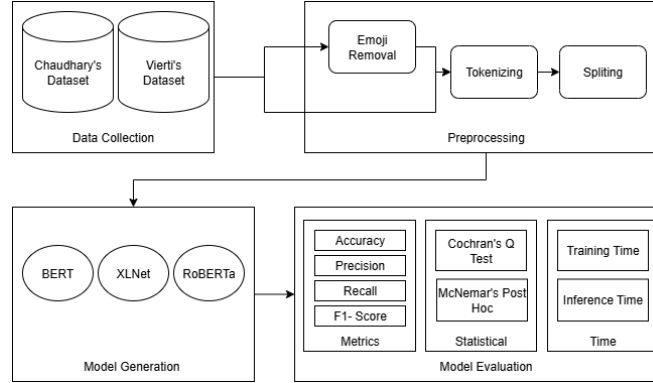 Chaudhary's
Dataset
Vierti's
Dataset
Data Collection
Emoji
Removal
Tokenizing
Spliting
Preprocessing
BERT
XLNet
RoBERTa
Model Generation
Accuracy
Precision
Recall
F1- Score
Metrics
Cochran's Q
Test
McNemar's Post
Hoc
Statistical
Training Time
Inference Time
Time
Model Evaluation